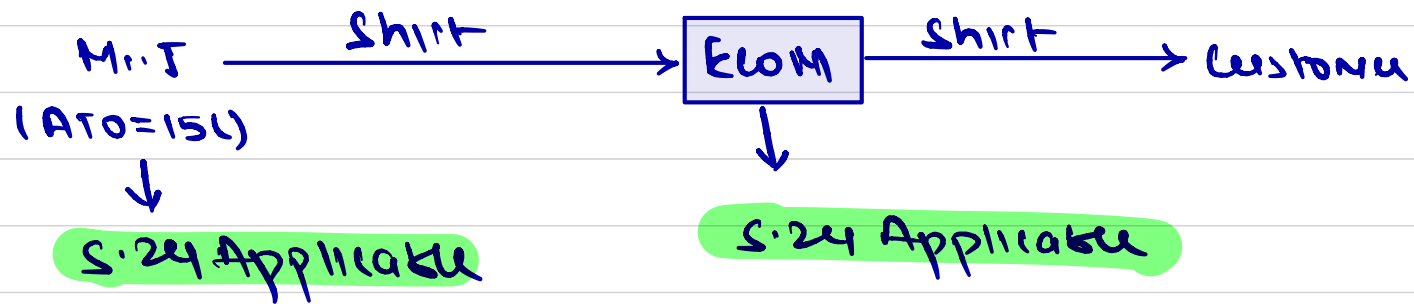 Shirt Shirt
Mr. J ECOM Customer
(ATO=15L)
S.24 Applicable S.24 Applicable